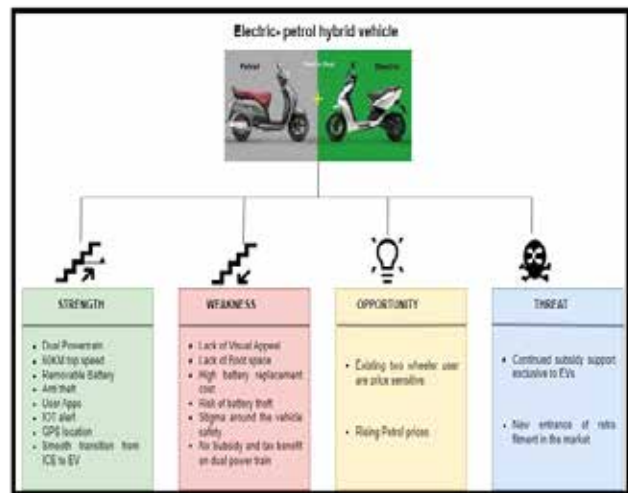 Electric- petrol hybrid vehicle
Petrol
Electric
STRENGTH
Dual Powertrain
60KM top speed
Removable Battery
Anti theft
User Apps
IOT alert
GPS location
Smooth transition from
ICE to EV
WEAKNESS
Lack of Visual Appeal
Lack of Foot space
High battery replacement
cost
Risk of battery theft
Stigma around the vehicle
safety
No Subsidy and tax benefit
on dual power train
OPPORTUNITY
Existing two wheeler user
are price sensitive
Rising Petrol prices
THREAT
Continued subsidy support
exclusive to EVs
New entrance of retro
fitment in the market